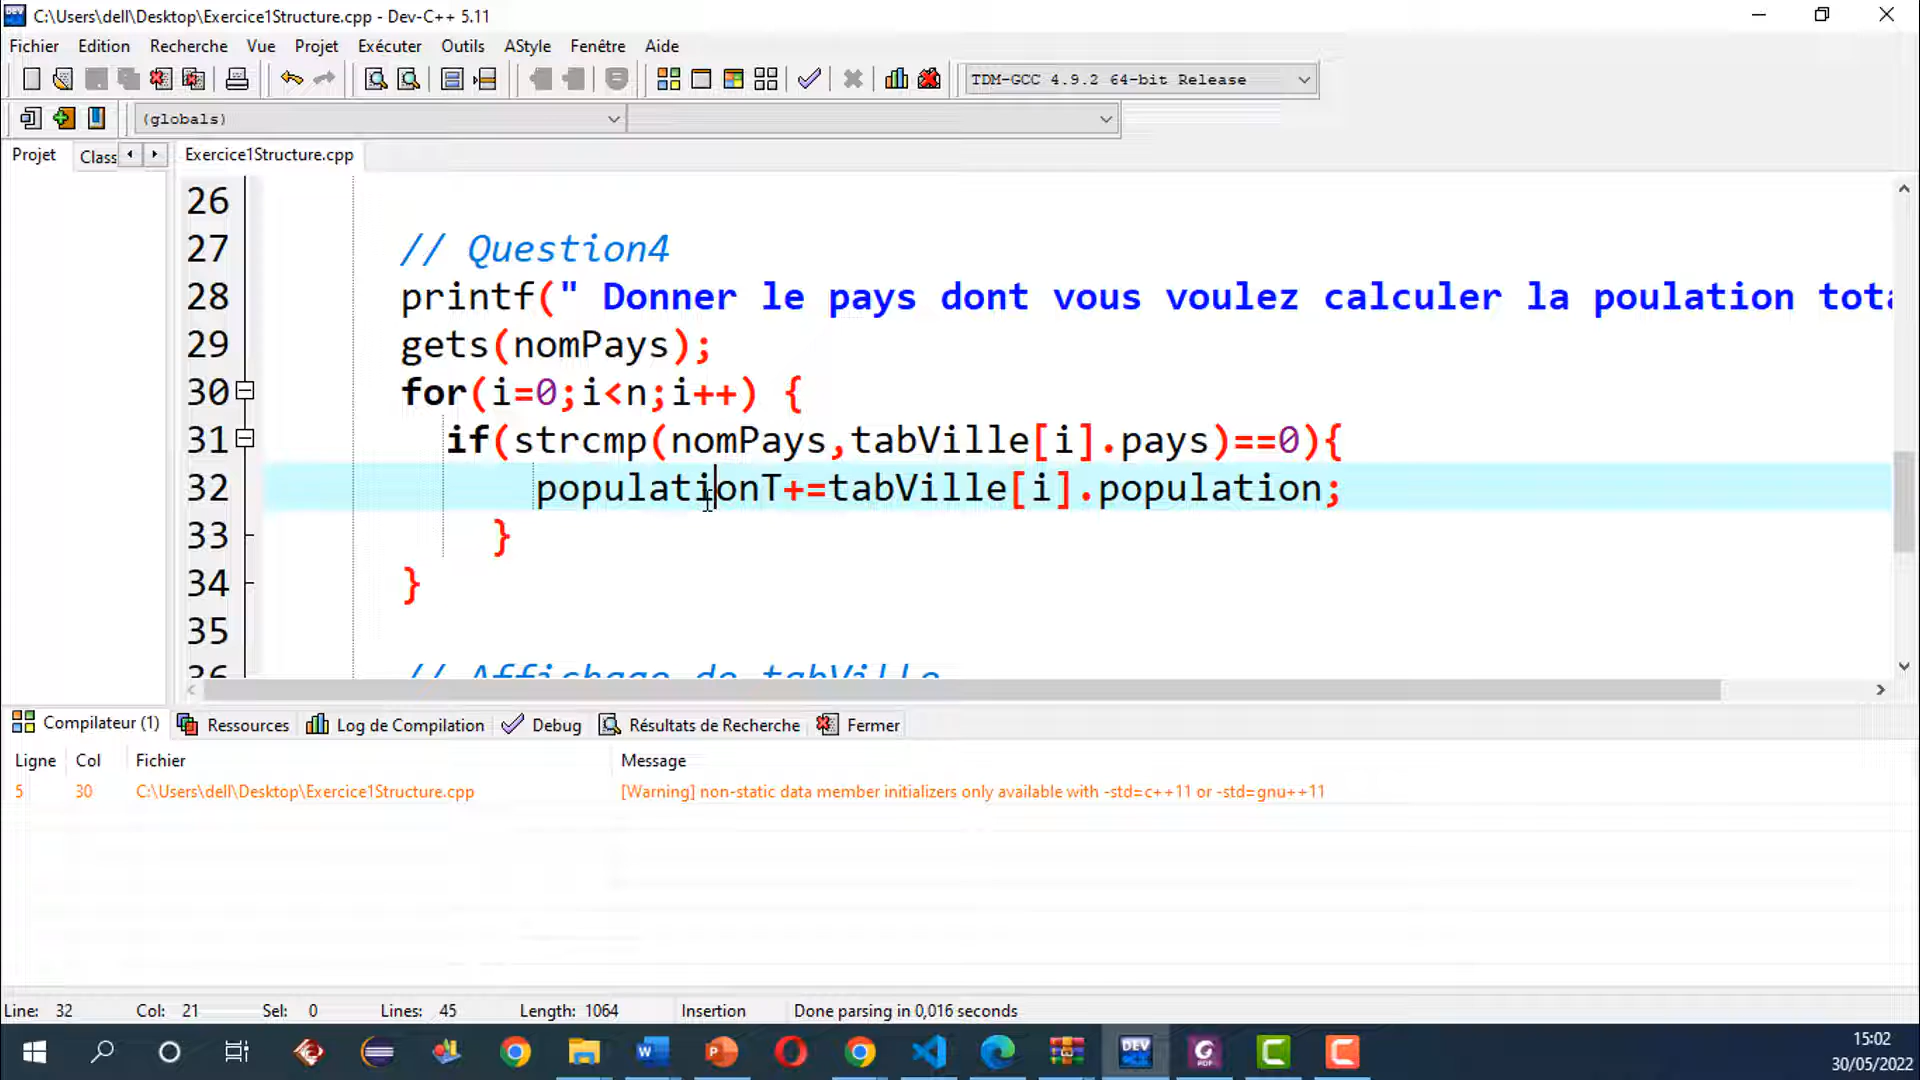 C:\Users\dell\Desktop\Exercice1Structure.cpp - Dev-C++ 5.11
Fichier Edition Recherche Vue Projet Exécuter Outils AStyle Fenêtre Aide
TDM-GCC 4.9.2 64-bit Release
(globals)
Projet Class Exercice1Structure.cpp
26
27 // Question4
28 printf(" Donner le pays dont vous voulez calculer la poulation tota
29 gets(nomPays);
30 for(i=0;i<n;i++) {
31 if(strcmp(nomPays,tabVille[i].pays)==0){
32 populationT+=tabVille[i].population;
33 }
34 }
35
36 // Affichage de tabVille
Compilateur (1) Ressources Log de Compilation Debug Résultats de Recherche Fermer
Ligne Col Fichier Message
5 30 C:\Users\dell\Desktop\Exercice1Structure.cpp [Warning] non-static data member initializers only available with -std=c++11 or -std=gnu++11
Line: 32 Col: 21 Sel: 0 Lines: 45 Length: 1064 Insertion Done parsing in 0,016 seconds
15:02
30/05/2022